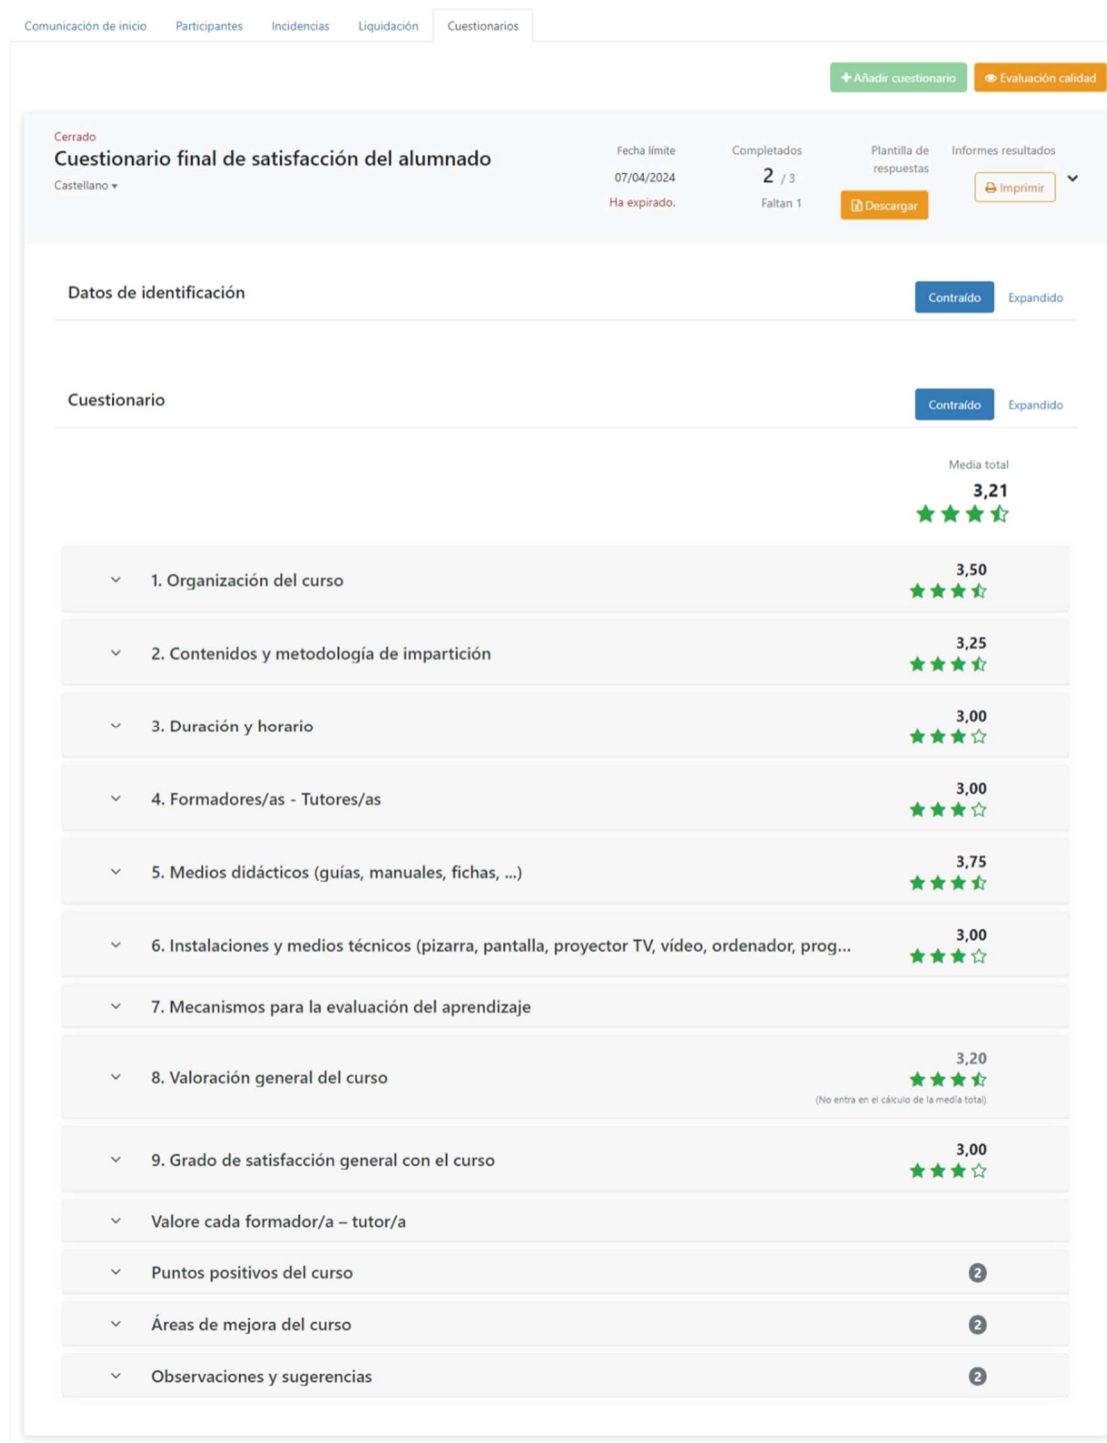 Comunicación de inicio Participantes Incidencias Liquidación Cuestionarios
Añadir cuestionario Evaluación calidad
Cerrado
Cuestionario final de satisfacción del alumnado
Castellano
Fecha límite
07/04/2024
Ha expirado.
Completados
2 / 3
Faltan 1
Plantilla de
respuestas
Descargar
Informes resultados
Imprimir
Datos de identificación
Contraído Expandido
Cuestionario
Contraído Expandido
Media total
3,21
1. Organización del curso
3,50
2. Contenidos y metodología de impartición
3,25
3. Duración y horario
3,00
4. Formadores/as - Tutores/as
3,00
5. Medios didácticos (guías, manuales, fichas, ...)
3,75
6. Instalaciones y medios técnicos (pizarra, pantalla, proyector TV, vídeo, ordenador, prog...
3,00
7. Mecanismos para la evaluación del aprendizaje
8. Valoración general del curso
3,20
(No entra en el cálculo de la media total)
9. Grado de satisfacción general con el curso
3,00
Valore cada formador/a – tutor/a
Puntos positivos del curso
2
Áreas de mejora del curso
2
Observaciones y sugerencias
2